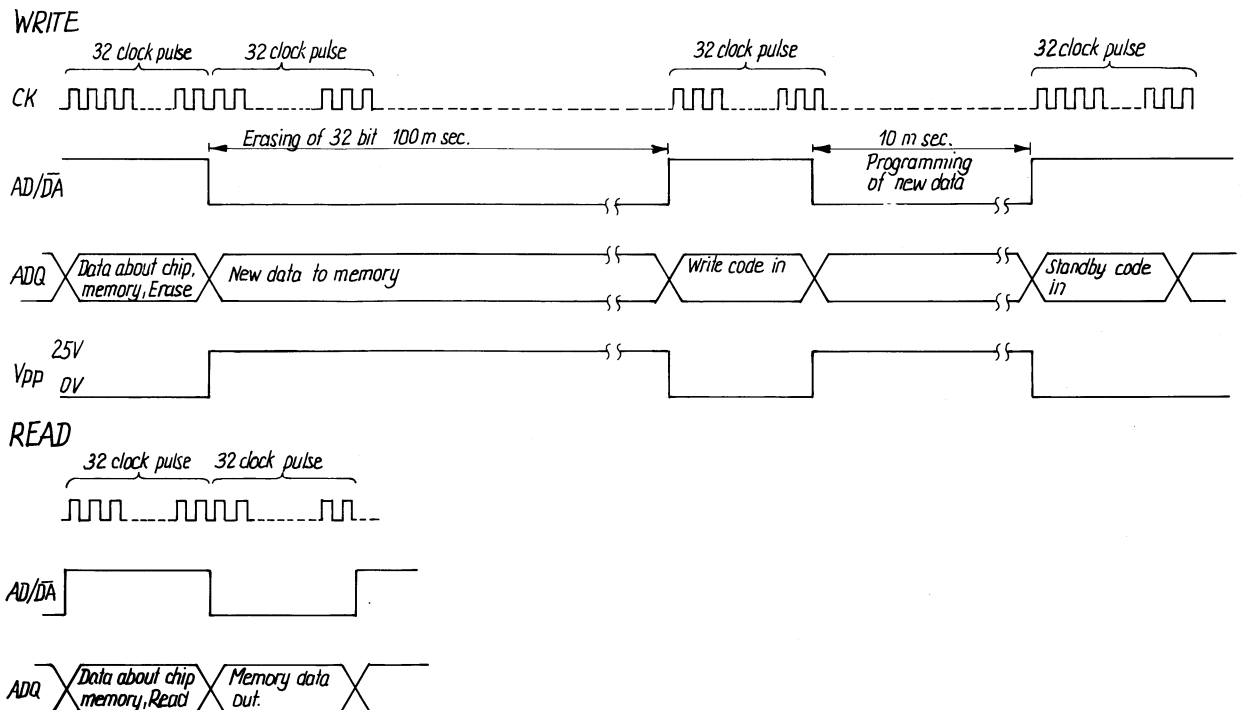 WRITE
32 clock pulse 32 clock pulse 32 clock pulse 32 clock pulse
CK
Erasing of 32 bit 100 m sec. 10 m sec.
Programming
of new data
AD/D̅A̅
ADQ
Data about chip,
memory, Erase
New data to memory
Write code in
Standby code
in
25V
Vpp
0V
READ
32 clock pulse 32 clock pulse
AD/D̅A̅
ADQ
Data about chip
memory, Read
Memory data
out.